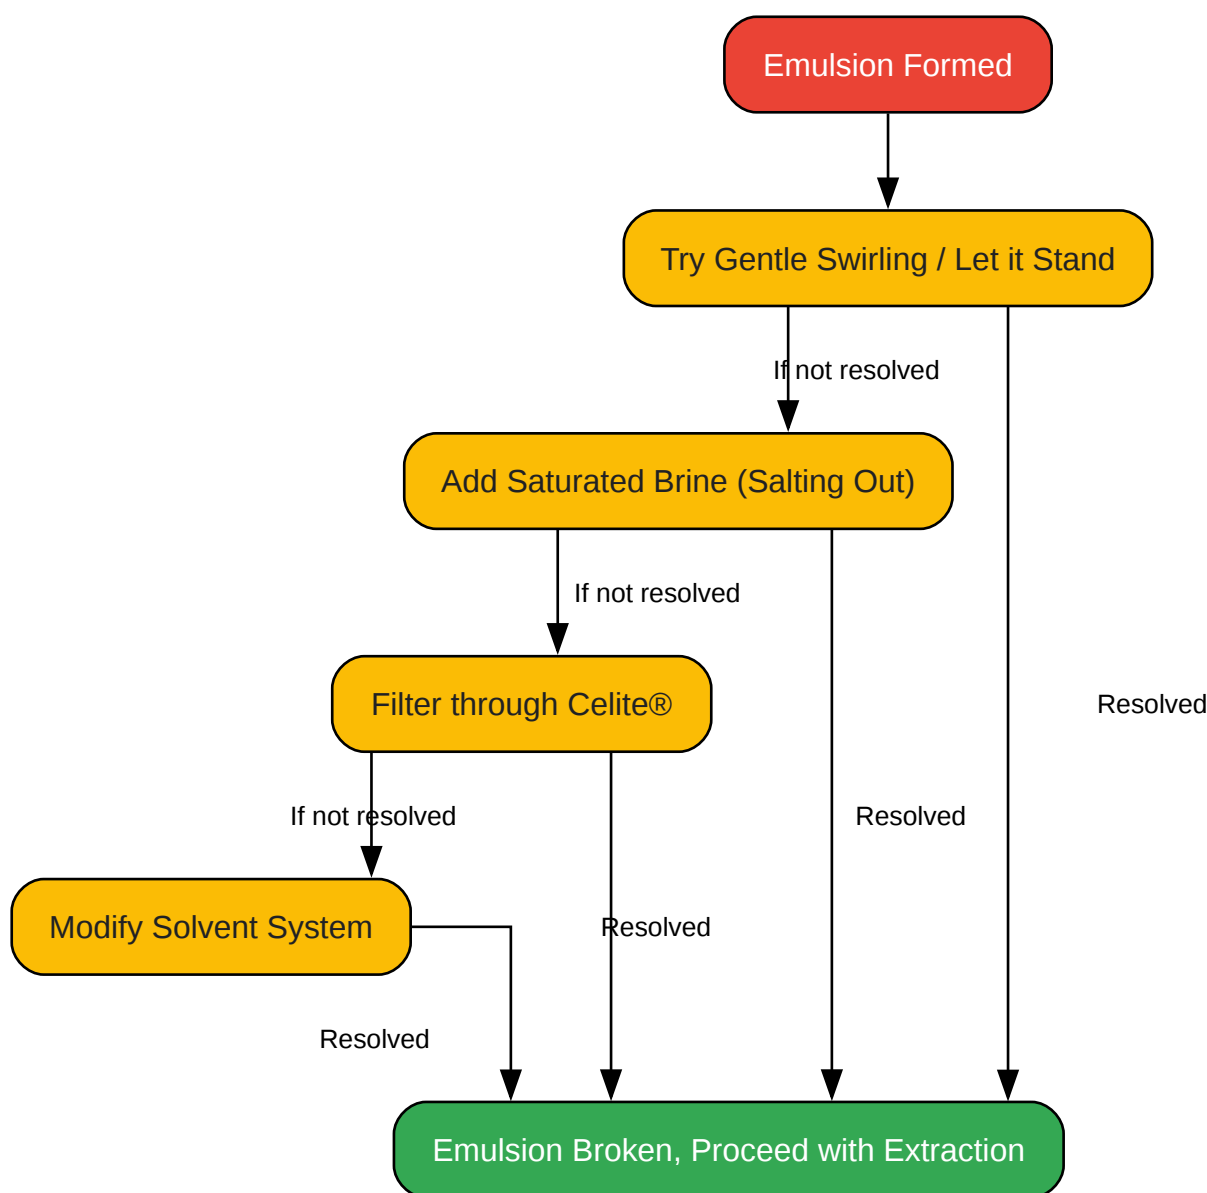 Emulsion Formed
Try Gentle Swirling / Let it Stand
If not resolved
Add Saturated Brine (Salting Out)
If not resolved
Filter through Celite®
Resolved
If not resolved
Resolved
Modify Solvent System
Resolved
Resolved
Emulsion Broken, Proceed with Extraction